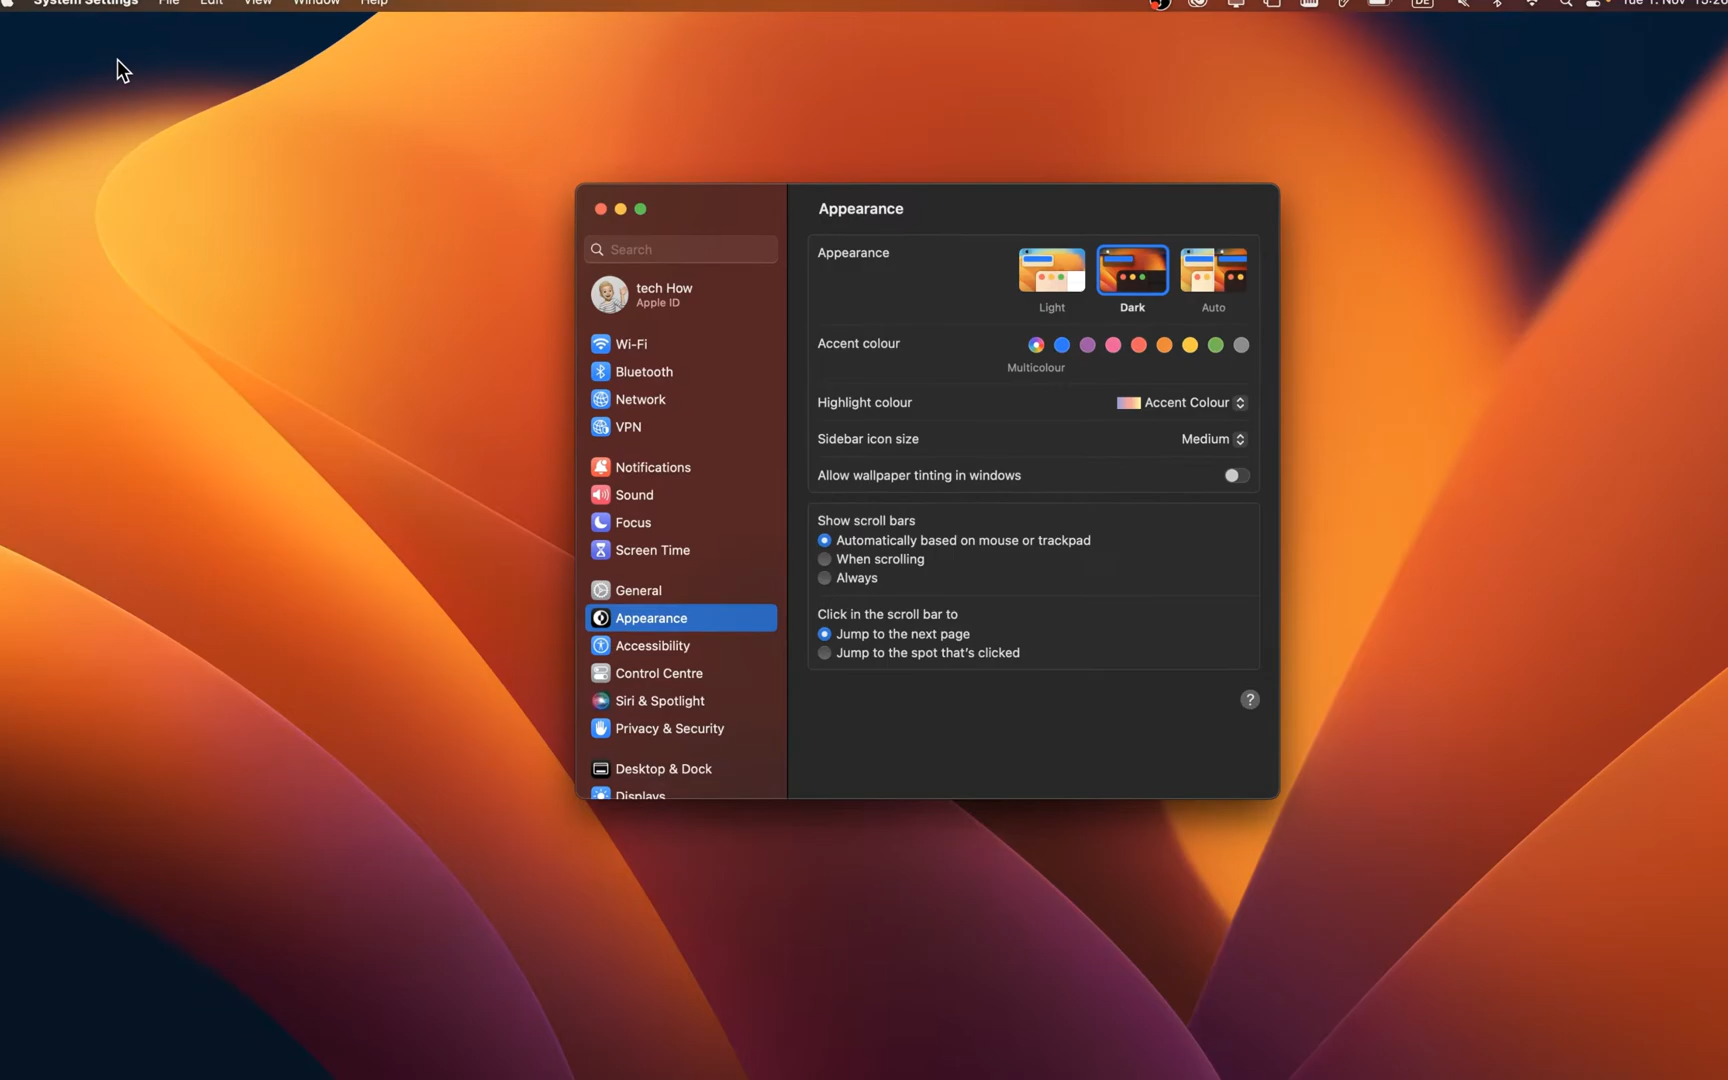 System Settings File Edit View Window Help DE Tue 1. Nov
Appearance
Search
tech How
Apple ID
Wi-Fi
Bluetooth
Network
VPN
Notifications
Sound
Focus
Screen Time
General
Appearance
Accessibility
Control Centre
Siri & Spotlight
Privacy & Security
Desktop & Dock
Displays
Appearance
Light Dark Auto
Accent colour
Multicolour
Highlight colour Accent Colour
Sidebar icon size Medium
Allow wallpaper tinting in windows
Show scroll bars
Automatically based on mouse or trackpad
When scrolling
Always
Click in the scroll bar to
Jump to the next page
Jump to the spot that's clicked
?